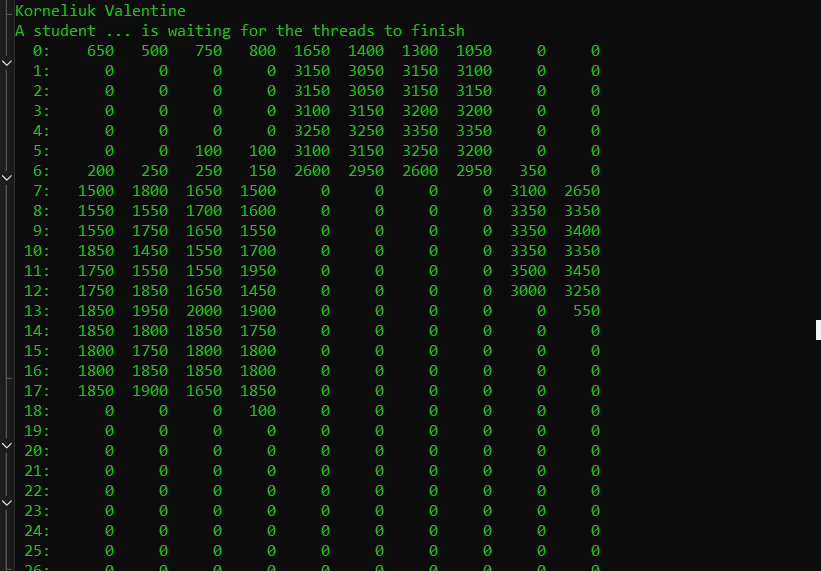 Korneliuk Valentine
A student ... is waiting for the threads to finish
0: 650 500 750 800 1650 1400 1300 1050 0 0
1: 0 0 0 0 3150 3050 3150 3100 0 0
2: 0 0 0 0 3150 3050 3150 3150 0 0
3: 0 0 0 0 3100 3150 3200 3200 0 0
4: 0 0 0 0 3250 3250 3350 3350 0 0
5: 0 0 100 100 3100 3150 3250 3200 0 0
6: 200 250 250 150 2600 2950 2600 2950 350 0
7: 1500 1800 1650 1500 0 0 0 0 3100 2650
8: 1550 1550 1700 1600 0 0 0 0 3350 3350
9: 1550 1750 1650 1550 0 0 0 0 3350 3400
10: 1850 1450 1550 1700 0 0 0 0 3350 3350
11: 1750 1550 1550 1950 0 0 0 0 3500 3450
12: 1750 1850 1650 1450 0 0 0 0 3000 3250
13: 1850 1950 2000 1900 0 0 0 0 0 550
14: 1850 1800 1850 1750 0 0 0 0 0 0
15: 1800 1750 1800 1800 0 0 0 0 0 0
16: 1800 1850 1850 1800 0 0 0 0 0 0
17: 1850 1900 1650 1850 0 0 0 0 0 0
18: 0 0 0 100 0 0 0 0 0 0
19: 0 0 0 0 0 0 0 0 0 0
20: 0 0 0 0 0 0 0 0 0 0
21: 0 0 0 0 0 0 0 0 0 0
22: 0 0 0 0 0 0 0 0 0 0
23: 0 0 0 0 0 0 0 0 0 0
24: 0 0 0 0 0 0 0 0 0 0
25: 0 0 0 0 0 0 0 0 0 0